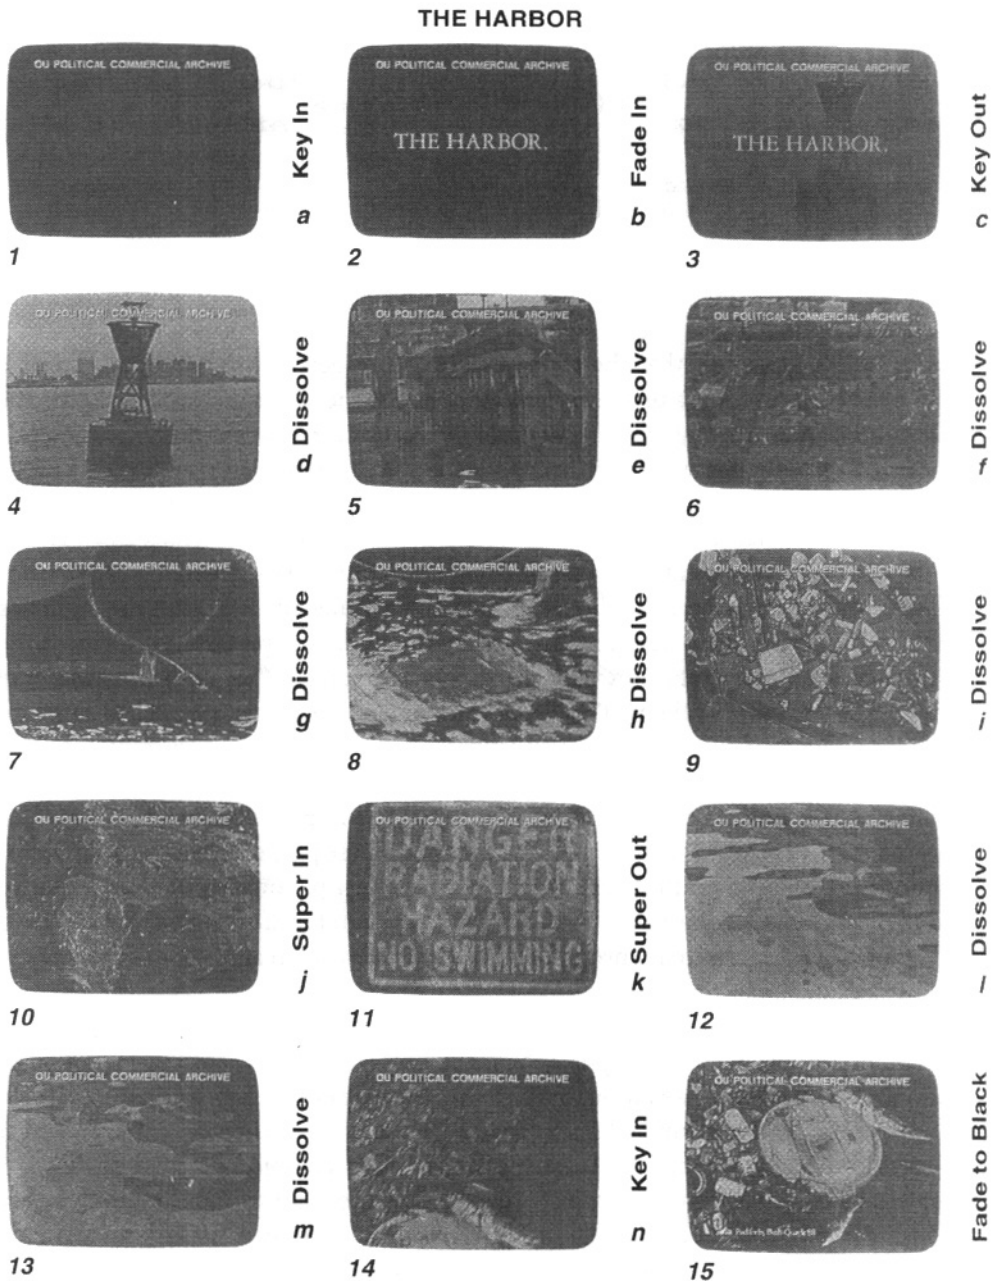 THE HARBOR
OU POLITICAL COMMERCIAL ARCHIVE
1
Key In
a
OU POLITICAL COMMERCIAL ARCHIVE
THE HARBOR.
2
Fade In
b
OU POLITICAL COMMERCIAL ARCHIVE
THE HARBOR.
3
Key Out
c
OU POLITICAL COMMERCIAL ARCHIVE
4
Dissolve
d
OU POLITICAL COMMERCIAL ARCHIVE
5
Dissolve
e
OU POLITICAL COMMERCIAL ARCHIVE
6
Dissolve
f
OU POLITICAL COMMERCIAL ARCHIVE
7
Dissolve
g
OU POLITICAL COMMERCIAL ARCHIVE
8
Dissolve
h
OU POLITICAL COMMERCIAL ARCHIVE
9
Dissolve
i
OU POLITICAL COMMERCIAL ARCHIVE
10
Super In
j
OU POLITICAL COMMERCIAL ARCHIVE
DANGER
RADIATION
HAZARD
NO SWIMMING
11
Super Out
k
OU POLITICAL COMMERCIAL ARCHIVE
12
Dissolve
l
OU POLITICAL COMMERCIAL ARCHIVE
13
Dissolve
m
OU POLITICAL COMMERCIAL ARCHIVE
14
Key In
n
OU POLITICAL COMMERCIAL ARCHIVE
15
Fade to Black